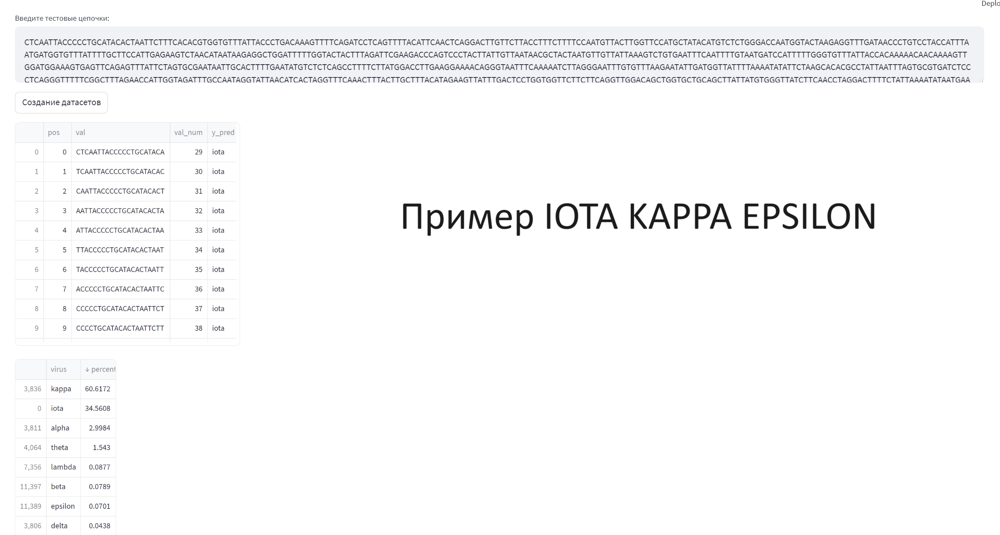 Deplo
Введите тестовые цепочки:
CTCAATTACCCCCTGCATACACTAATTCTTTCACACGTGGTGTTTATTACCCTGACAAAGTTTTCAGATCCTCAGTTTTACATTCAACTCAGGACTTGTTCTTACCTTTCTTTTCCAATGTTACTTGGTTCCATGCTATACATGTCTCTGGGACCAATGGTACTAAGAGGTTTGATAACCCTGTCCTACCATTTA
ATGATGGTGTTTATTTTGCTTCCATTGAGAAGTCTAACATAATAAGAGGCTGGATTTTTGGTACTACTTTAGATTCGAAGACCCAGTCCCTACTTATTGTTAATAACGCTACTAATGTTGTTATTAAAGTCTGTGAATTTCAATTTTGTAATGATCCATTTTTGGGTGTTTATTACCACAAAAACAACAAAAGTT
GGATGGAAAGTGAGTTCAGAGTTTATTCTAGTGCGAATAATTGCACTTTTGAATATGTCTCTCAGCCTTTTCTTATGGACCTTGAAGGAAAACAGGGTAATTTCAAAAATCTTAGGGAATTTGTGTTTAAGAATATTGATGGTTATTTTAAAATATATTCTAAGCACACGCCTATTAATTTAGTGCGTGATCTCC
CTCAGGGTTTTTCGGCTTTAGAACCATTGGTAGATTTGCCAATAGGTATTAACATCACTAGGTTTCAAACTTTACTTGCTTTACATAGAAGTTATTTGACTCCTGGTGGTTCTTCTTCAGGTTGGACAGCTGGTGCTGCAGCTTATTATGTGGGTTATCTTCAACCTAGGACTTTTCTATTAAAATATAATGAA
Создание датасетов
pos val val_num y_pred
0 0 CTCAATTACCCCCTGCATACA 29 iota
1 1 TCAATTACCCCCTGCATACAC 30 iota
2 2 CAATTACCCCCTGCATACACT 31 iota
3 3 AATTACCCCCTGCATACACTA 32 iota
4 4 ATTACCCCCTGCATACACTAA 33 iota
5 5 TTACCCCCTGCATACACTAAT 34 iota
6 6 TACCCCCTGCATACACTAATT 35 iota
7 7 ACCCCCTGCATACACTAATTC 36 iota
8 8 CCCCCTGCATACACTAATTCT 37 iota
9 9 CCCCTGCATACACTAATTCTT 38 iota
Пример IOTA KAPPA EPSILON
virus ↓ percent
3,836 kappa 60.6172
0 iota 34.5608
3,811 alpha 2.9984
4,064 theta 1.543
7,356 lambda 0.0877
11,397 beta 0.0789
11,389 epsilon 0.0701
3,806 delta 0.0438